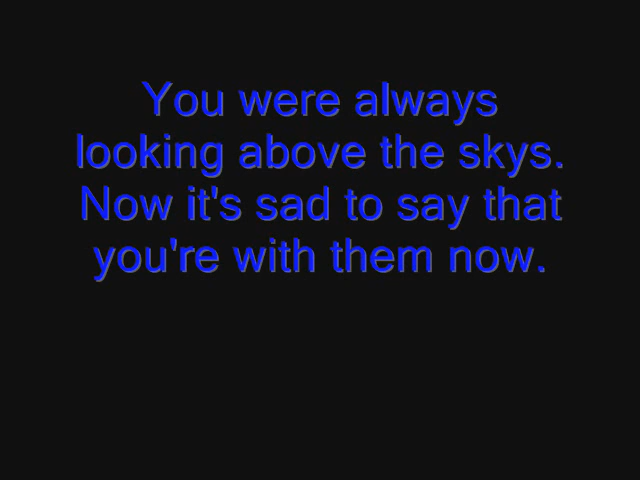 You were always
looking above the skys.
Now it's sad to say that
you're with them now.